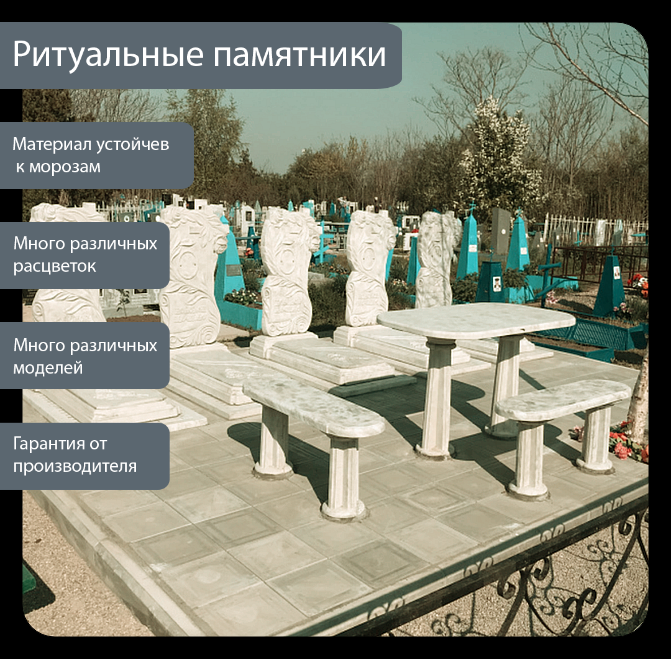 Ритуальные памятники
Материал устойчев
к морозам
Много различных
расцветок
Много различных
моделей
Гарантия от
производителя